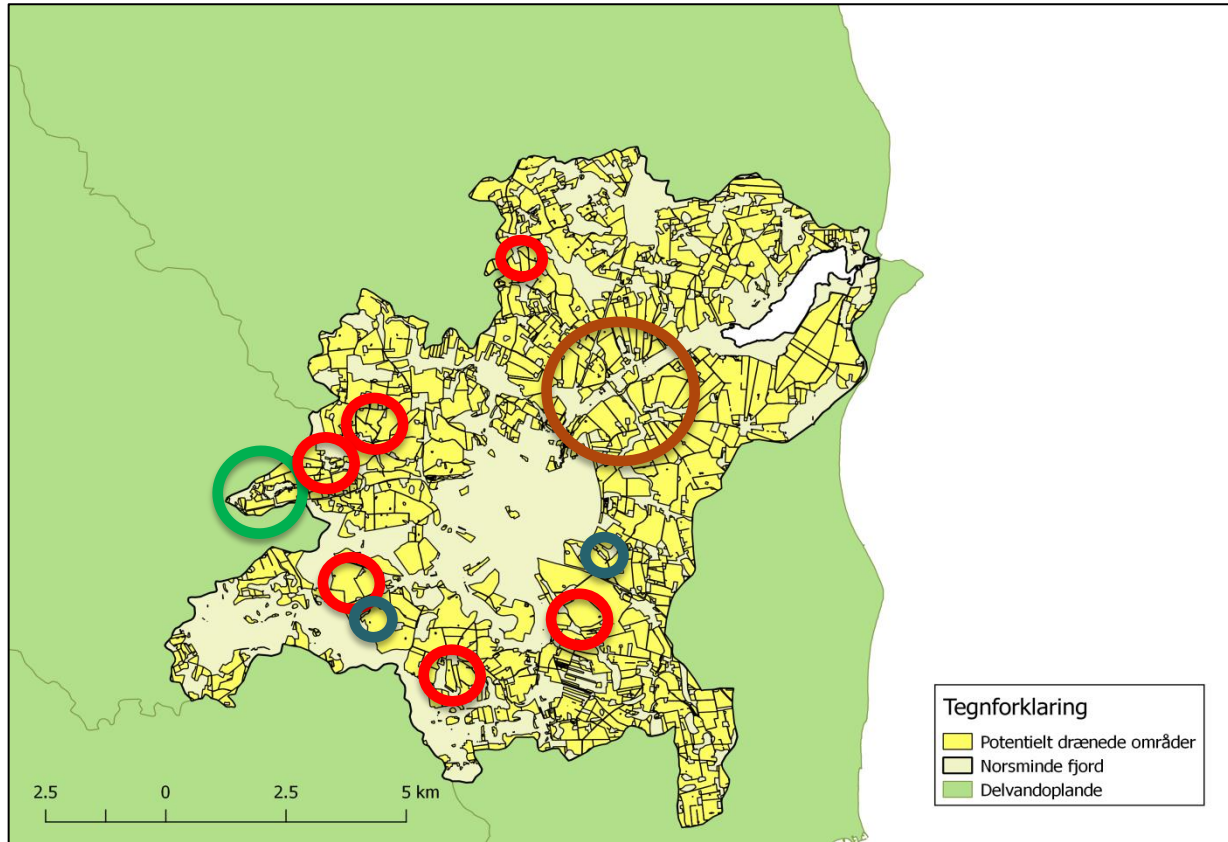 Tegnforklaring
Potentielt drænede områder
Norsminde fjord
Delvandoplande
2.5 0 2.5 5 km